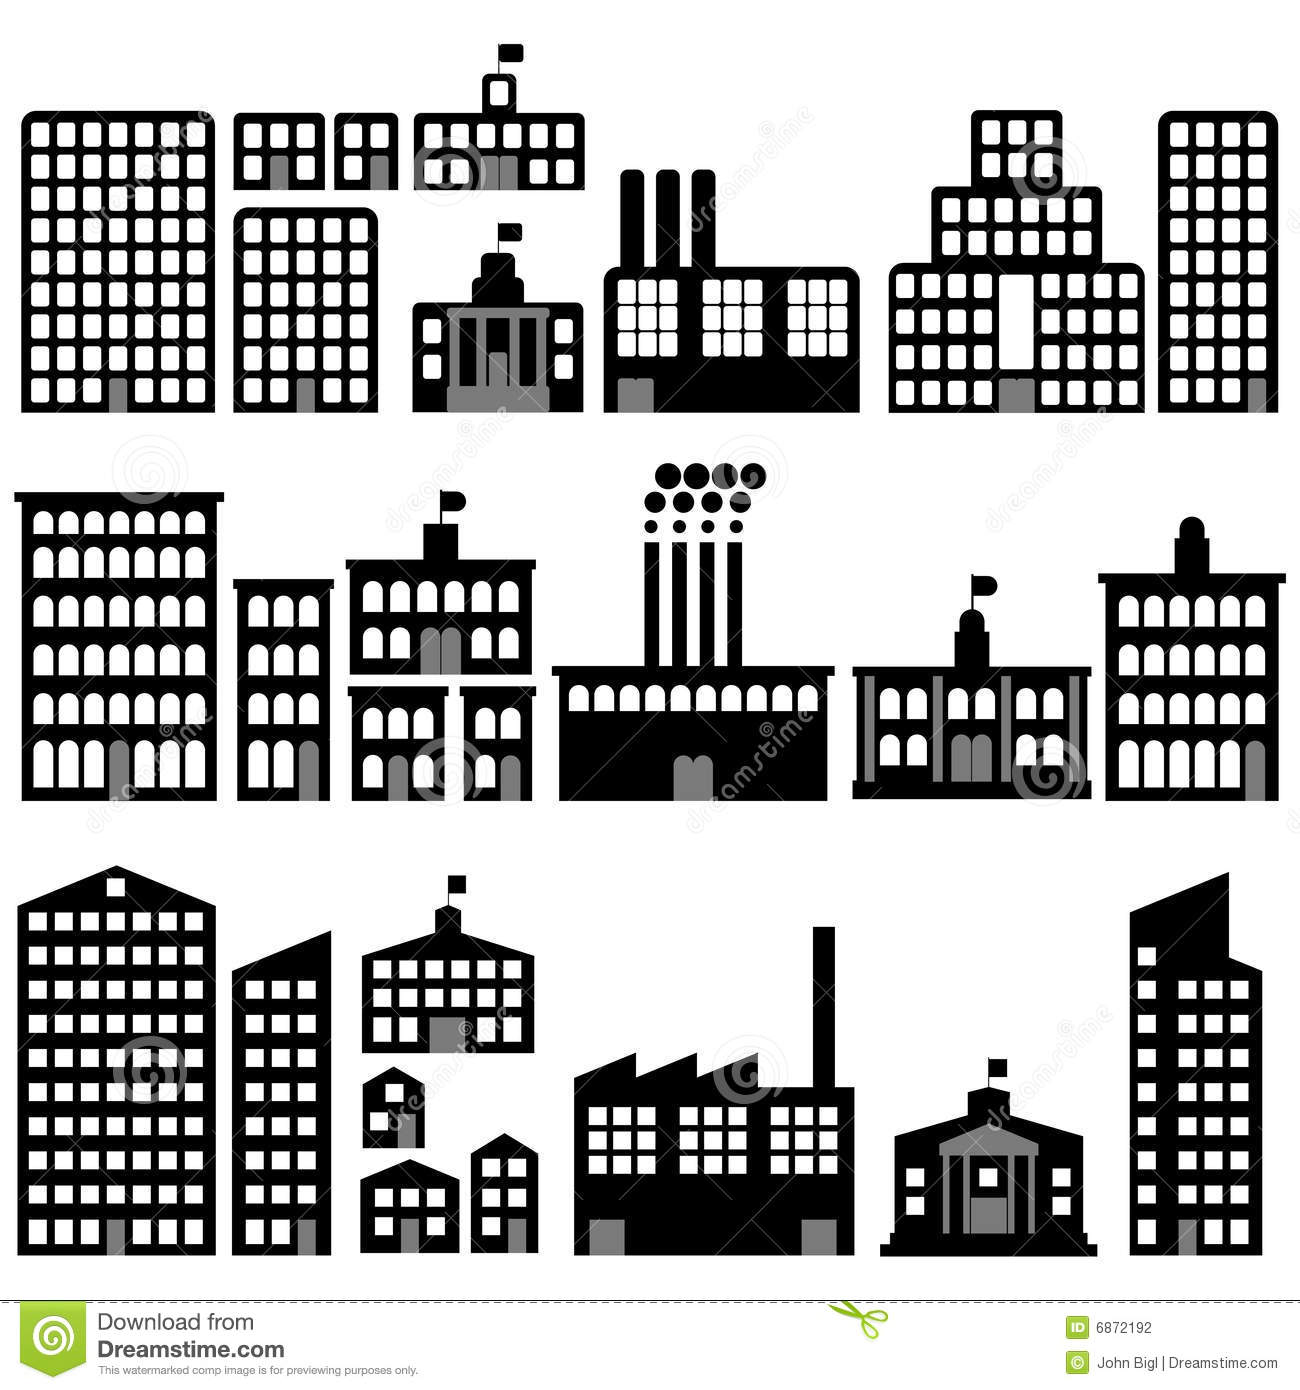 Download from
Dreamstime.com
This watermarked comp image is for previewing purposes only.
ID 6872192
© John Bigl | Dreamstime.com